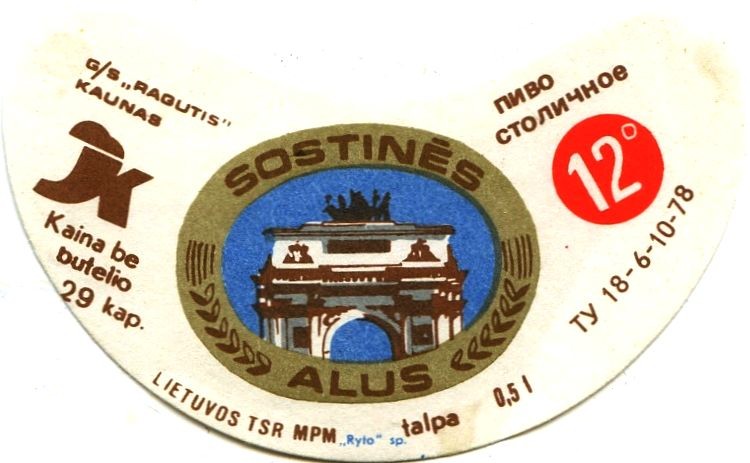 G/s „RAGUTIS"
KAUNAS
Kaina be
butelio
29 kap.
SOSTINĖS
ALUS
ПИВО
СТОЛИЧНОЕ
12°
ТУ 18-6-10-78
LIETUVOS TSR MPM „Ryto" sp. talpa 0,5 l